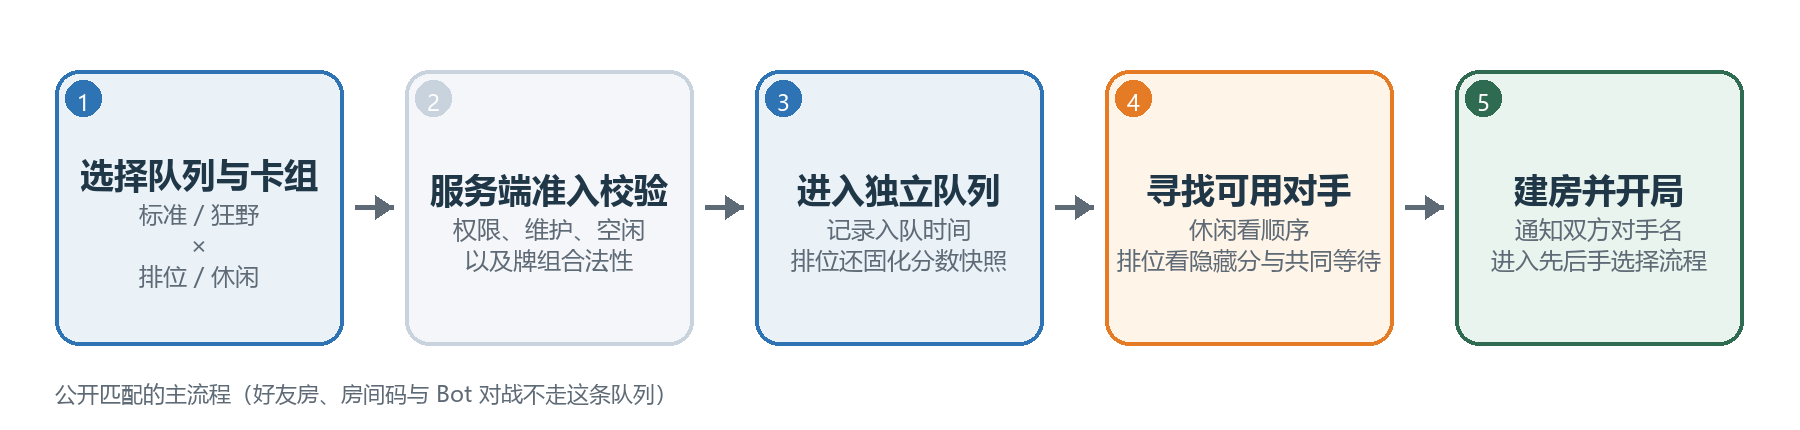 1
选择队列与卡组
标准 / 狂野
×
排位 / 休闲
2
服务端准入校验
权限、维护、空闲
以及牌组合法性
3
进入独立队列
记录入队时间
排位还固化分数快照
4
寻找可用对手
休闲看顺序
排位看隐藏分与共同等待
5
建房并开局
通知双方对手名
进入先后手选择流程
公开匹配的主流程（好友房、房间码与 Bot 对战不走这条队列）